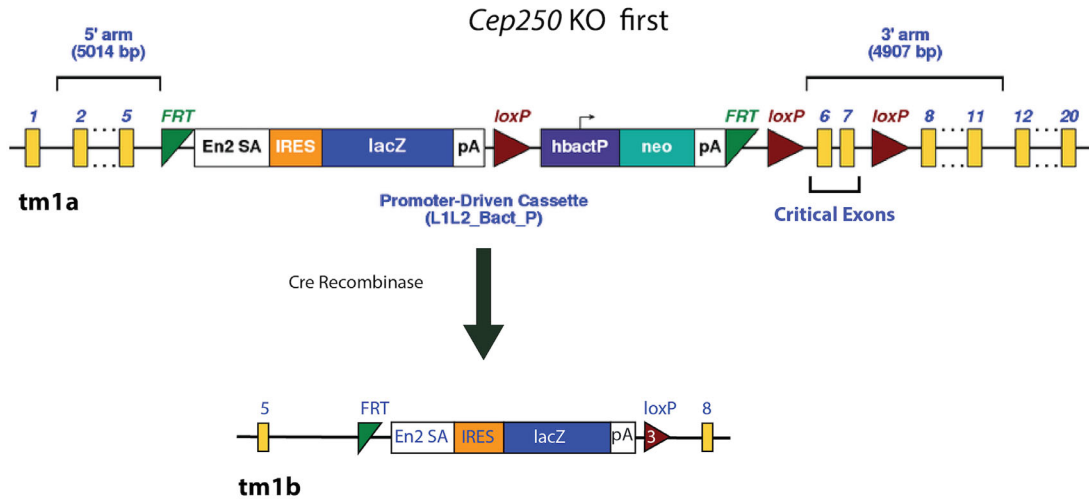 Cep250 KO first
5' arm
(5014 bp)
3' arm
(4907 bp)
1 2 5 FRT loxP FRT loxP 6 7 loxP 8 11 12 20
En2 SA IRES lacZ pA hbactP neo pA
tm1a
Promoter-Driven Cassette
(L1L2_Bact_P)
Critical Exons
Cre Recombinase
5 FRT loxP 8
En2 SA IRES lacZ pA 3
tm1b